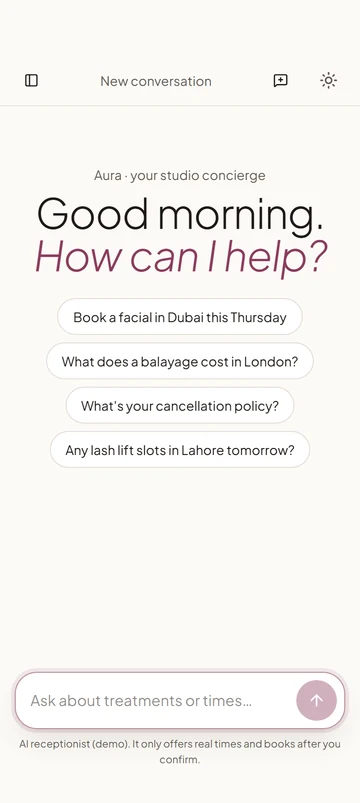 New conversation
Aura · your studio concierge
Good morning.
How can I help?
Book a facial in Dubai this Thursday
What does a balayage cost in London?
What's your cancellation policy?
Any lash lift slots in Lahore tomorrow?
Ask about treatments or times...
AI receptionist (demo). It only offers real times and books after you
confirm.